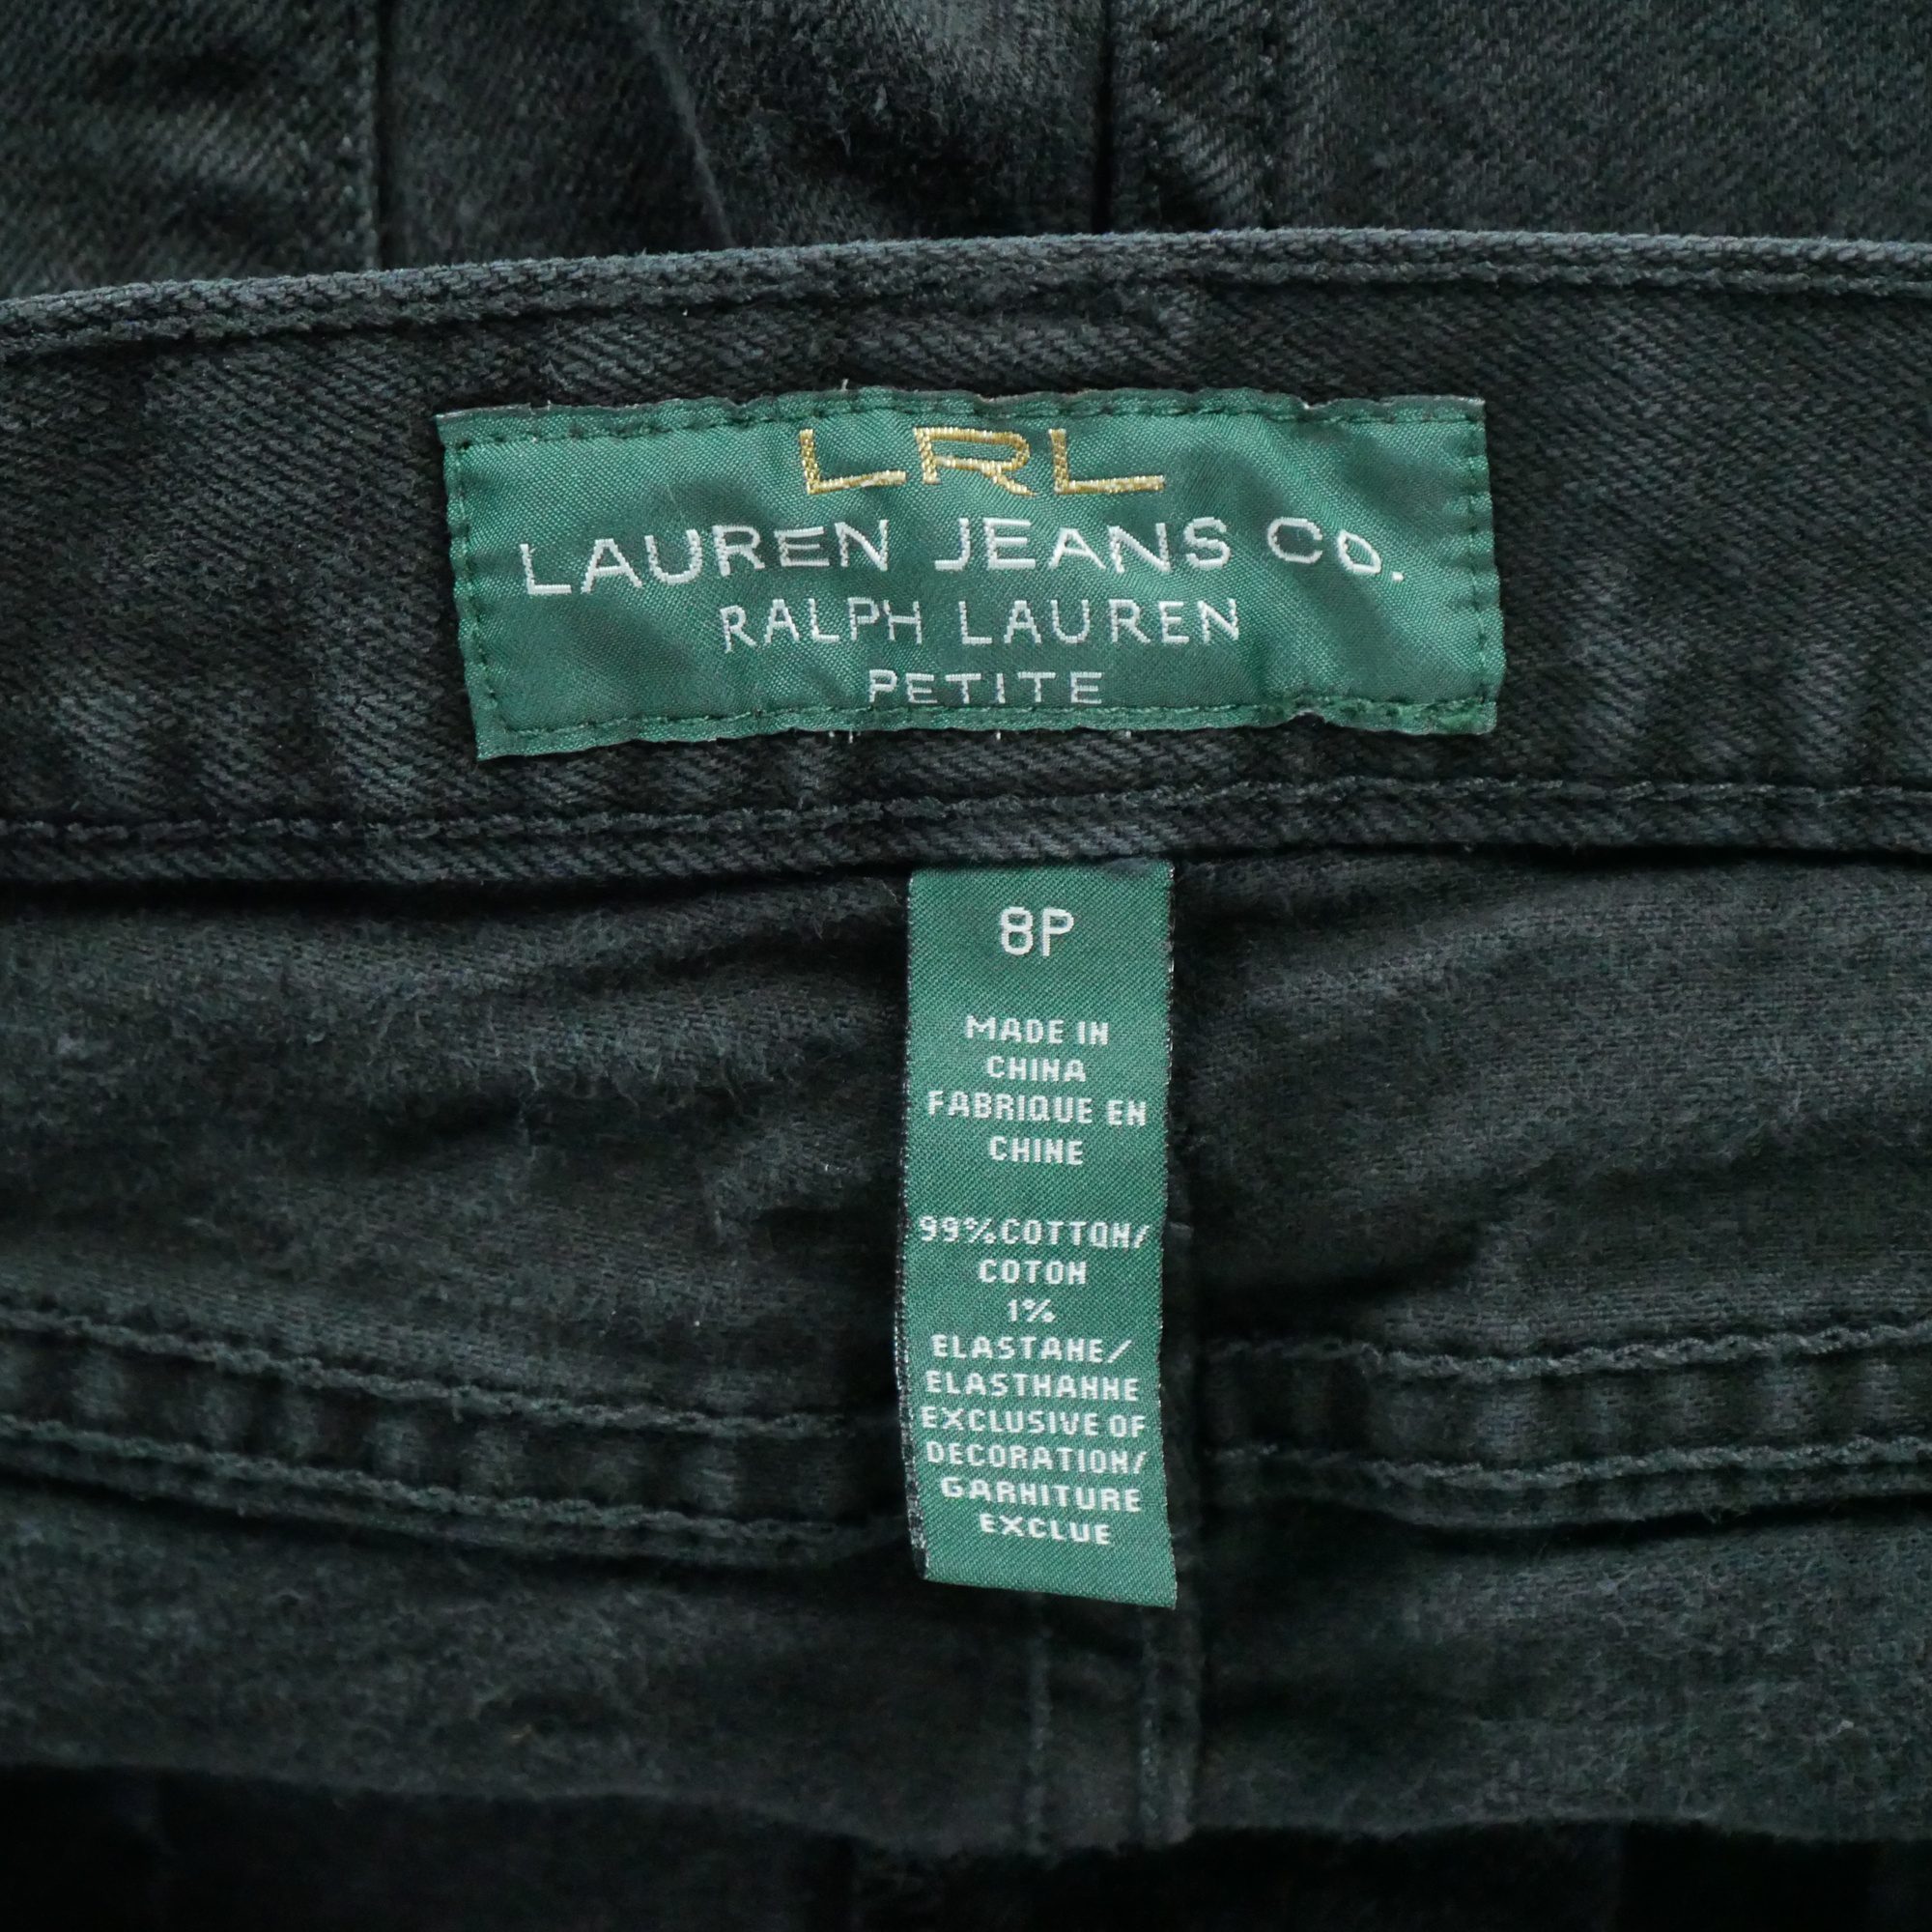 LRL
LAUREN JEANS CO.
RALPH LAUREN
PETITE
8P
MADE IN
CHINA
FABRIQUE EN
CHINE
99%COTTON/
COTON
1%
ELASTANE/
ELASTHANNE
EXCLUSIVE OF
DECORATION/
GARNITURE
EXCLUE